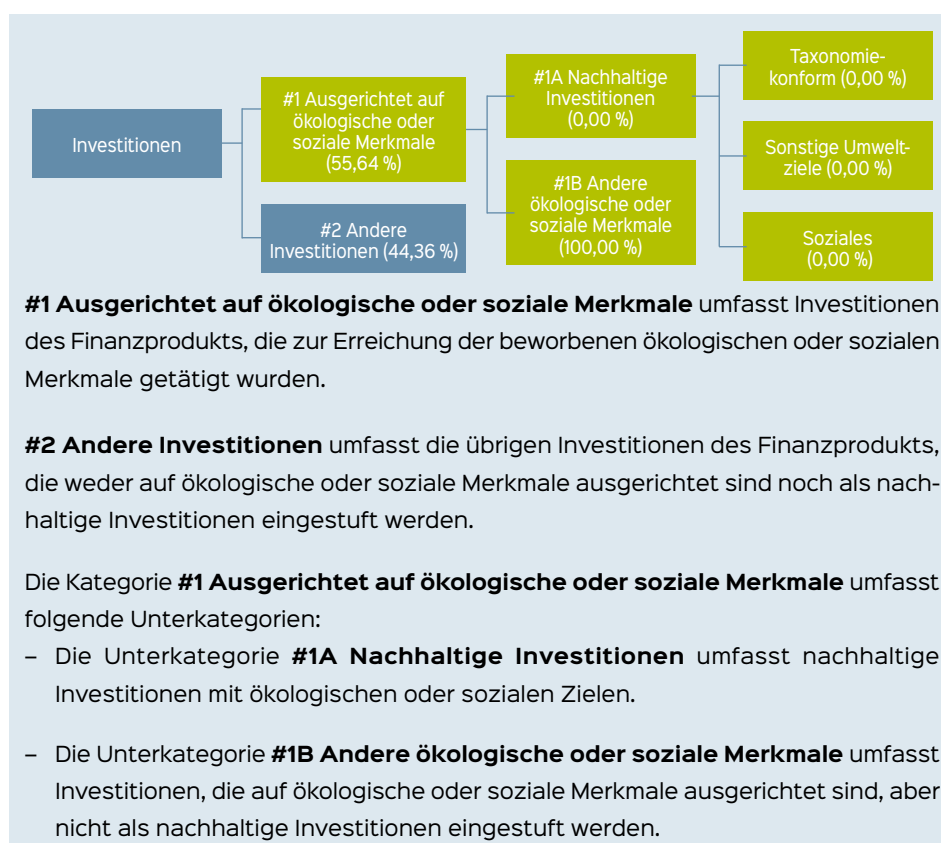 Investitionen
#1 Ausgerichtet auf
ökologische oder
soziale Merkmale
(55,64 %)
#2 Andere
Investitionen (44,36 %)
#1A Nachhaltige
Investitionen
(0,00 %)
#1B Andere
ökologische oder
soziale Merkmale
(100,00 %)
Taxonomie-
konform (0,00 %)
Sonstige Umwelt-
ziele (0,00 %)
Soziales
(0,00 %)
#1 Ausgerichtet auf ökologische oder soziale Merkmale umfasst Investitionen
des Finanzprodukts, die zur Erreichung der beworbenen ökologischen oder sozialen
Merkmale getätigt wurden.
#2 Andere Investitionen umfasst die übrigen Investitionen des Finanzprodukts,
die weder auf ökologische oder soziale Merkmale ausgerichtet sind noch als nach-
haltige Investitionen eingestuft werden.
Die Kategorie #1 Ausgerichtet auf ökologische oder soziale Merkmale umfasst
folgende Unterkategorien:
– Die Unterkategorie #1A Nachhaltige Investitionen umfasst nachhaltige
Investitionen mit ökologischen oder sozialen Zielen.
– Die Unterkategorie #1B Andere ökologische oder soziale Merkmale umfasst
Investitionen, die auf ökologische oder soziale Merkmale ausgerichtet sind, aber
nicht als nachhaltige Investitionen eingestuft werden.